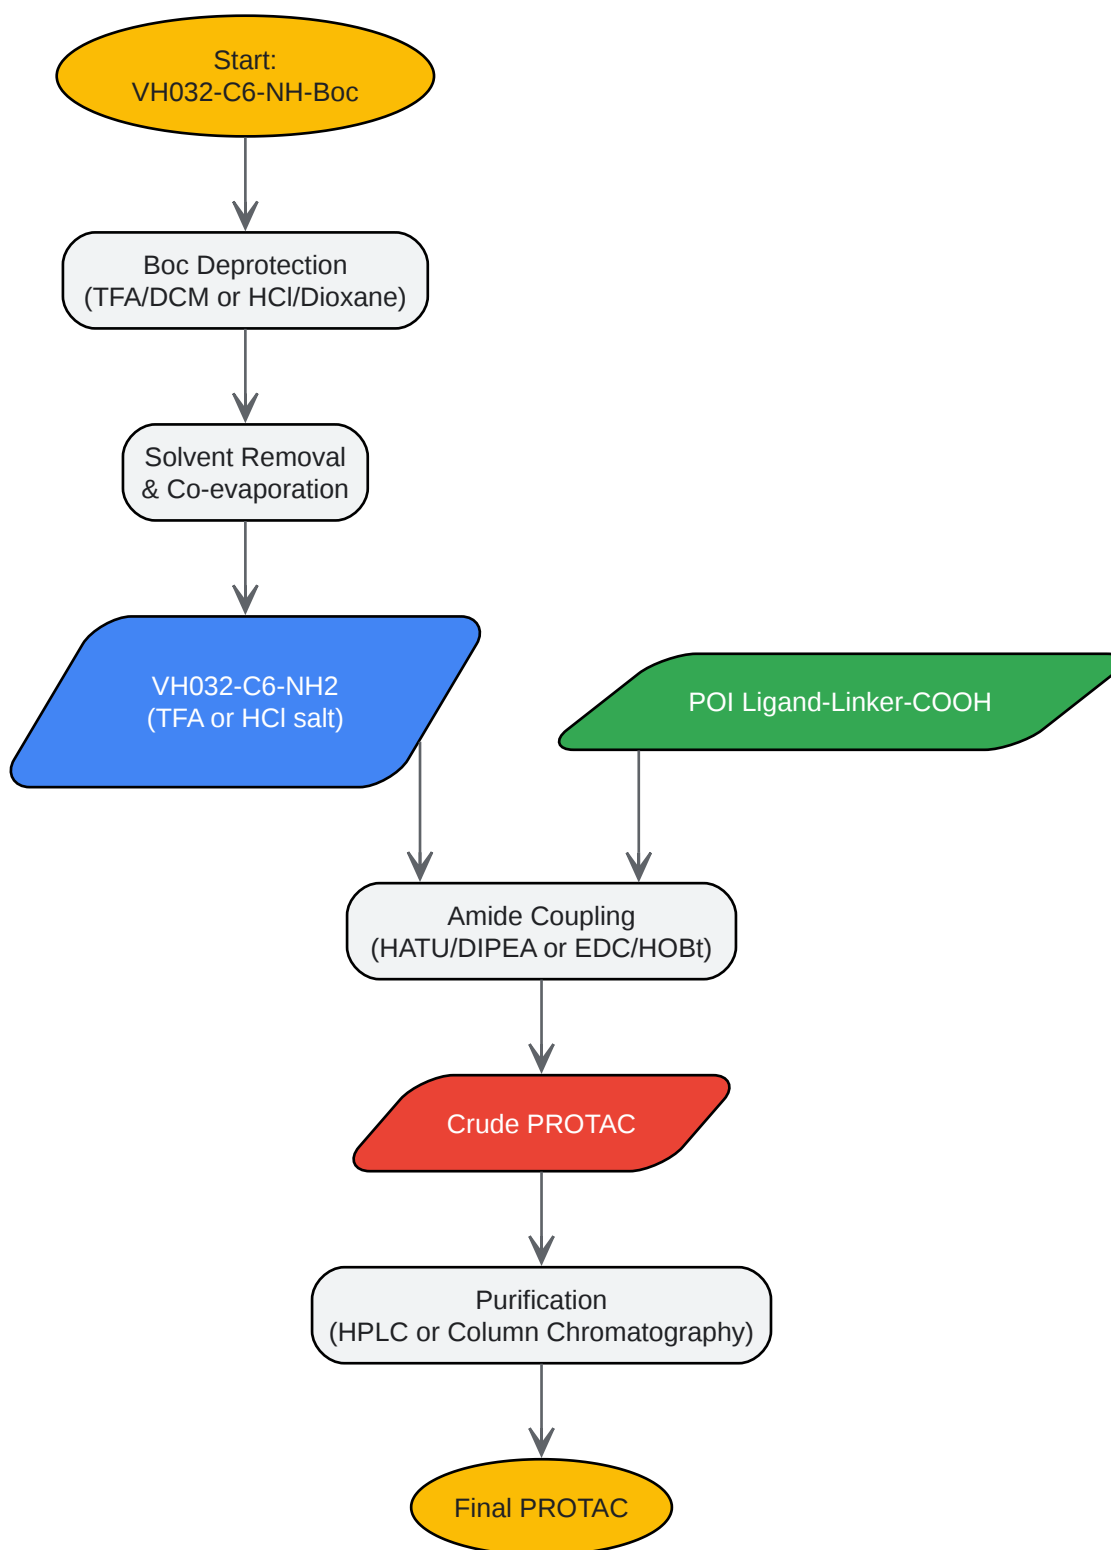 Start:
VH032-C6-NH-Boc
Boc Deprotection
(TFA/DCM or HCl/Dioxane)
Solvent Removal
& Co-evaporation
VH032-C6-NH2
(TFA or HCl salt)
POI Ligand-Linker-COOH
Amide Coupling
(HATU/DIPEA or EDC/HOBt)
Crude PROTAC
Purification
(HPLC or Column Chromatography)
Final PROTAC